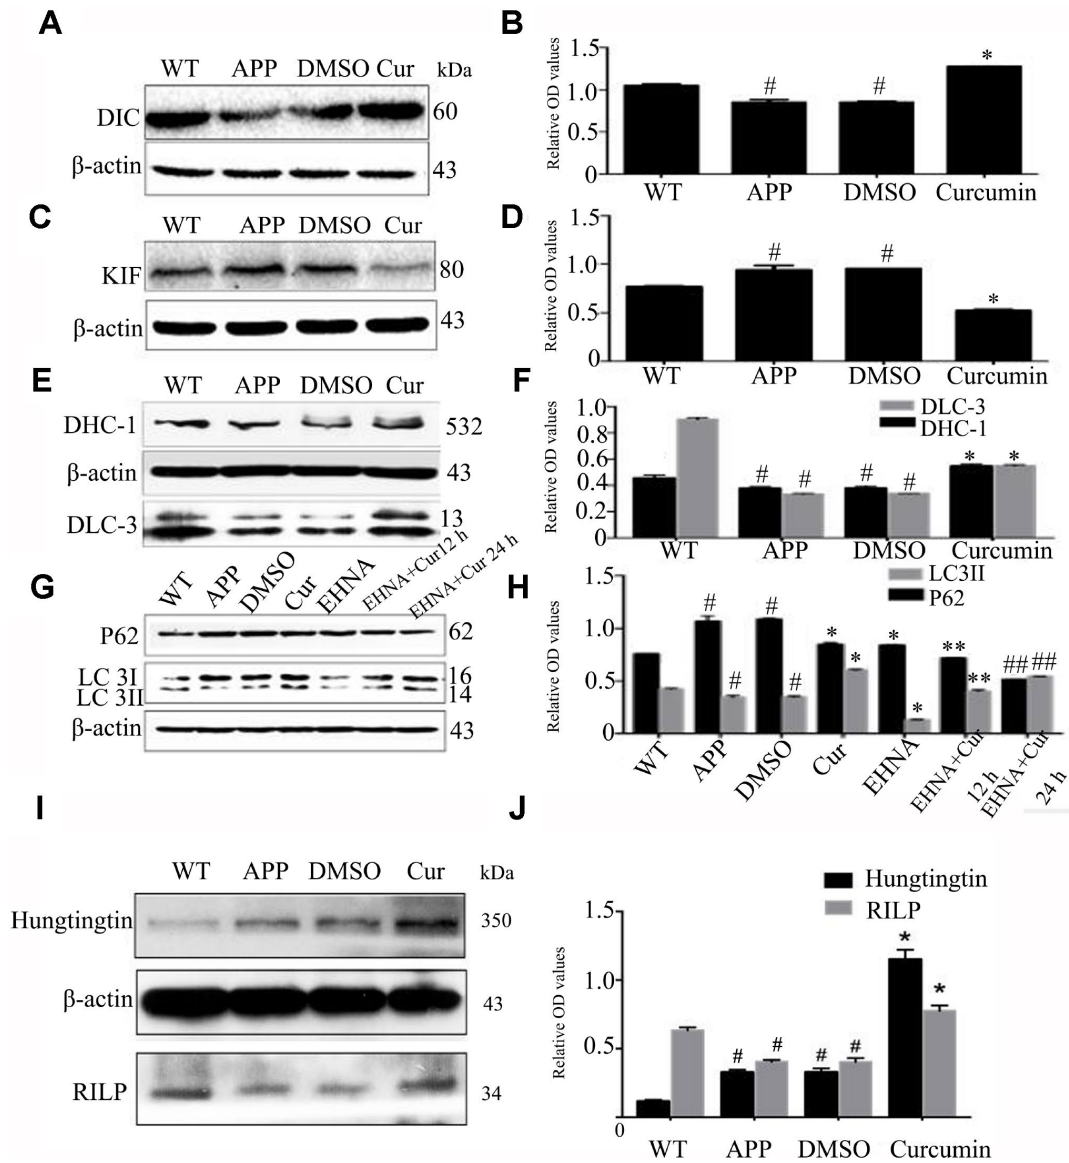 A
WT APP DMSO Cur kDa
DIC 60
β-actin 43
B
Relative OD values
1.5
1.0
0.5
0
# # *
WT APP DMSO Curcumin
C
WT APP DMSO Cur
KIF 80
β-actin 43
D
Relative OD values
1.5
1.0
0.5
0
# # *
WT APP DMSO Curcumin
E
WT APP DMSO Cur
DHC-1 532
β-actin 43
DLC-3 13
F
Relative OD values
1.0
0.8
0.6
0.4
0.2
0
DLC-3
DHC-1
# # # # * *
WT APP DMSO Curcumin
G
WT APP DMSO Cur EHNA EHNA+Cur12 h EHNA+Cur 24 h
P62 62
LC 3I 16
LC 3II 14
β-actin 43
H
Relative OD values
1.5
1.0
0.5
0
LC3II
P62
# # # # * * * * ** ** ## ##
WT APP DMSO Cur EHNA EHNA+Cur 12 h EHNA+Cur 24 h
I
WT APP DMSO Cur kDa
Hungtingtin 350
β-actin 43
RILP 34
J
Relative OD values
1.5
1.0
0.5
0
Hungtingtin
RILP
# # # # * *
WT APP DMSO Curcumin